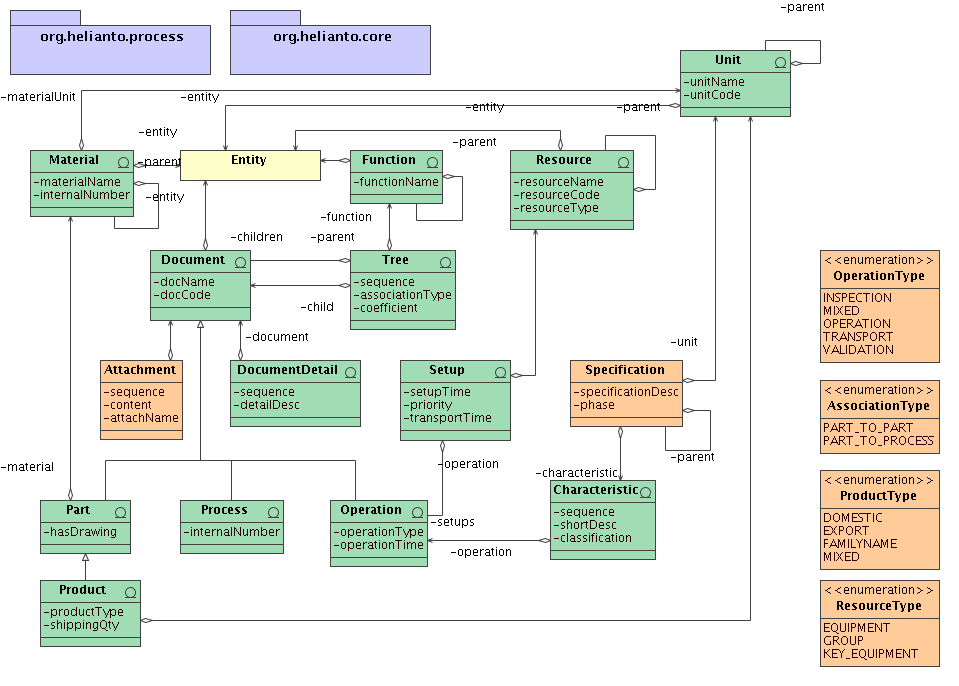 -parent
org.helianto.process
org.helianto.core
Unit
-unitName
-unitCode
-materialUnit
-entity
-entity
-parent
-entity
-parent
-parent
Material
-materialName
-internalNumber
-entity
Entity
Function
-functionName
Resource
-resourceName
-resourceCode
-resourceType
-function
-children
-parent
Document
-docName
-docCode
Tree
-sequence
-associationType
-coefficient
-child
-document
-unit
<<enumeration>>
OperationType
INSPECTION
MIXED
OPERATION
TRANSPORT
VALIDATION
Attachment
-sequence
-content
-attachName
DocumentDetail
-sequence
-detailDesc
Setup
-setupTime
-priority
-transportTime
Specification
-specificationDesc
-phase
<<enumeration>>
AssociationType
PART_TO_PART
PART_TO_PROCESS
-material
-operation
-characteristic
-parent
<<enumeration>>
ProductType
DOMESTIC
EXPORT
FAMILYNAME
MIXED
Part
-hasDrawing
Process
-internalNumber
Operation
-operationType
-operationTime
-setups
-operation
Characteristic
-sequence
-shortDesc
-classification
Product
-productType
-shippingQty
<<enumeration>>
ResourceType
EQUIPMENT
GROUP
KEY_EQUIPMENT